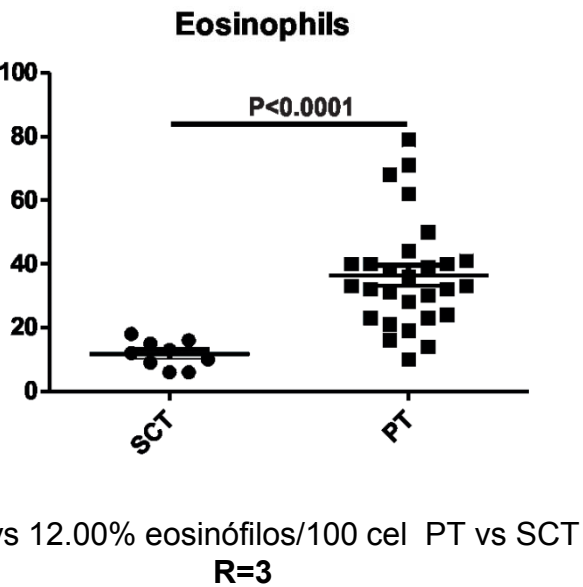 Eosinophils
100
P<0.0001
80
60
40
20
0
SCT
PT
vs 12.00% eosinófilos/100 cel PT vs SCT
R=3